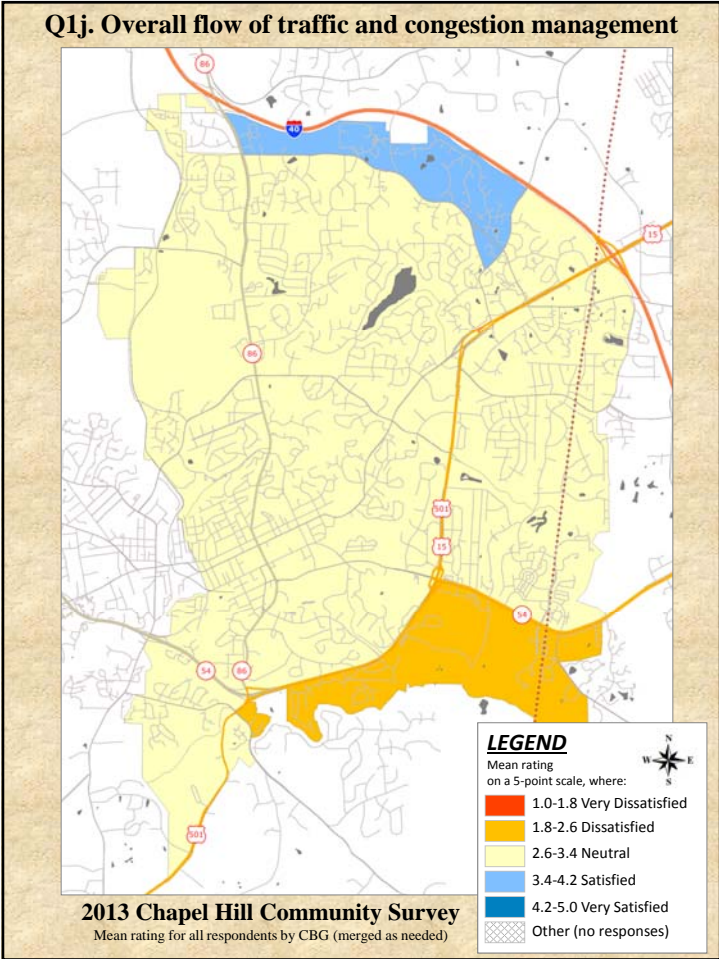 Q1j. Overall flow of traffic and congestion management
86
40
15
86
501
15
54
54
86
501
LEGEND
Mean rating
on a 5-point scale, where:
N
W E
S
1.0-1.8 Very Dissatisfied
1.8-2.6 Dissatisfied
2.6-3.4 Neutral
3.4-4.2 Satisfied
4.2-5.0 Very Satisfied
Other (no responses)
2013 Chapel Hill Community Survey
Mean rating for all respondents by CBG (merged as needed)